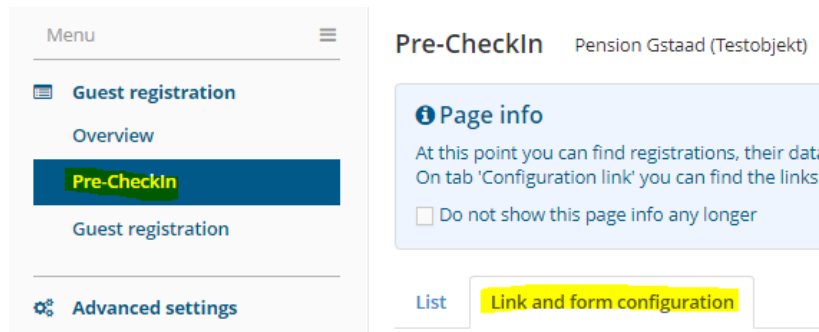 Menu
Guest registration
Overview
Pre-CheckIn
Guest registration
Advanced settings
Pre-CheckIn Pension Gstaad (Testobjekt)
Page info
At this point you can find registrations, their data
On tab 'Configuration link' you can find the links
Do not show this page info any longer
List Link and form configuration